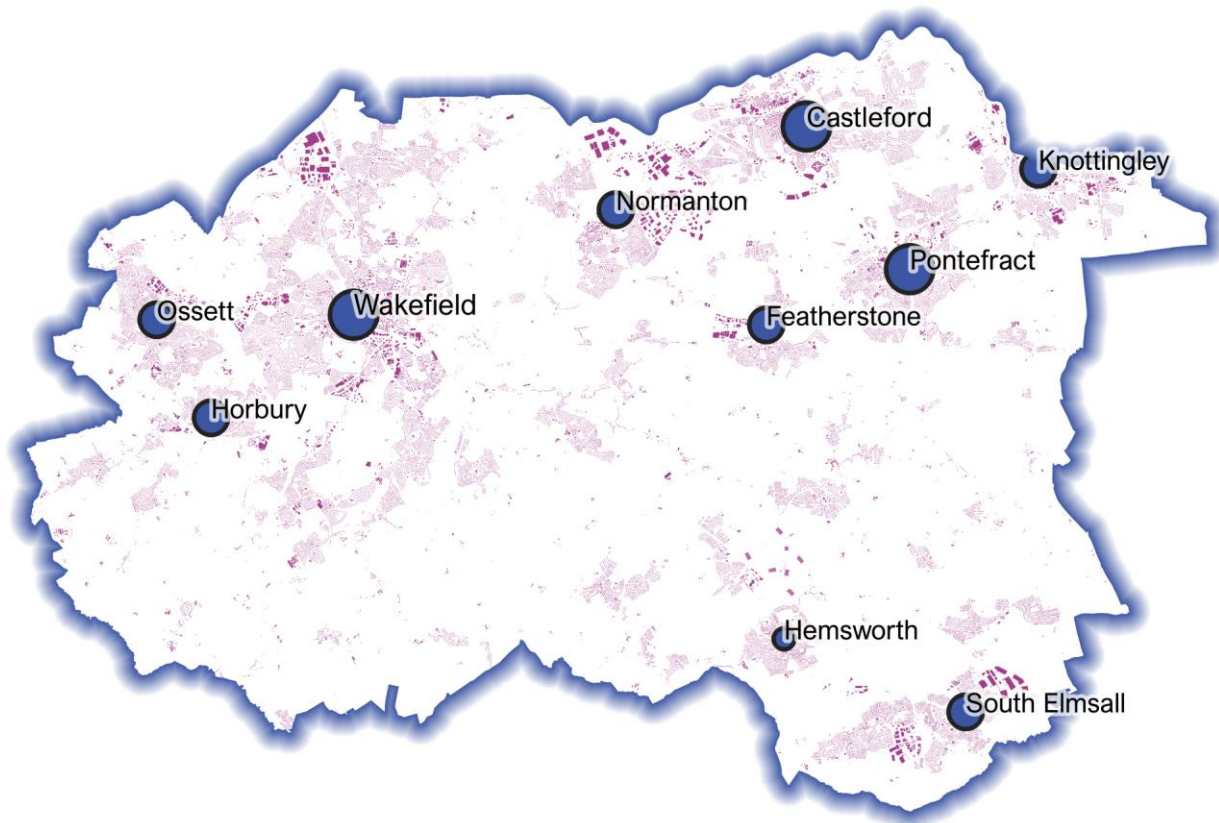 Castleford
Knottingley
Normanton
Pontefract
Ossett
Wakefield
Featherstone
Horbury
Hemsworth
South Elmsall